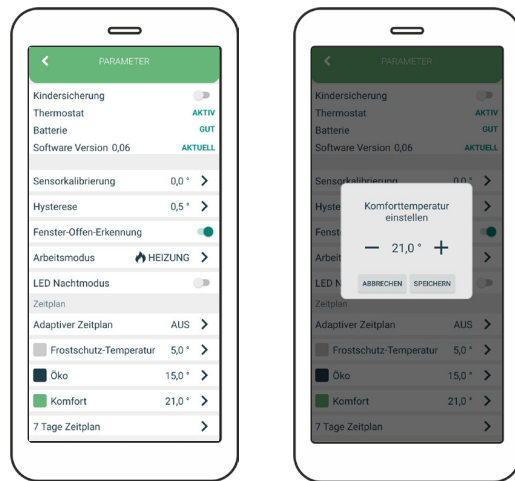 PARAMETER
Kindersicherung
Thermostat AKTIV
Batterie GUT
Software Version 0,06 AKTUELL
Sensorkalibrierung 0,0 °
Hysterese 0,5 °
Fenster-Offen-Erkennung
Arbeitsmodus HEIZUNG
LED Nachtmodus
Zeitplan
Adaptiver Zeitplan AUS
Frostschutz-Temperatur 5,0 °
Öko 15,0 °
Komfort 21,0 °
7 Tage Zeitplan
PARAMETER
Kindersicherung
Thermostat AKTIV
Batterie GUT
Software Version 0,06 AKTUELL
Sensorkalibrierung 0,0 °
Hyste
Komforttemperatur
einstellen
Fenst
— 21,0 ° +
Arbeit
ABBRECHEN SPEICHERN
LED N
Zeitplan
Adaptiver Zeitplan AUS
Frostschutz-Temperatur 5,0 °
Öko 15,0 °
Komfort 21,0 °
7 Tage Zeitplan